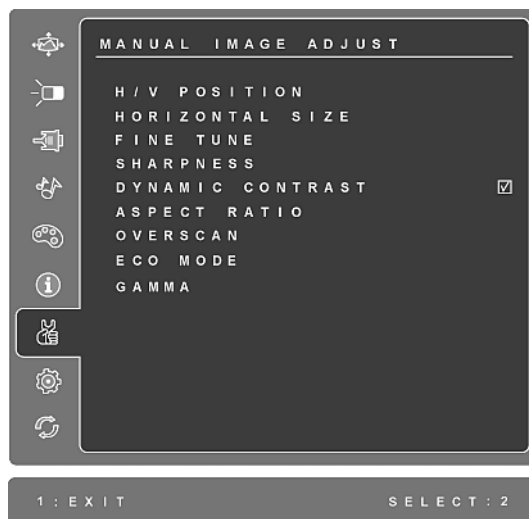 MANUAL IMAGE ADJUST
H/V POSITION
HORIZONTAL SIZE
FINE TUNE
SHARPNESS
DYNAMIC CONTRAST
ASPECT RATIO
OVERSCAN
ECO MODE
GAMMA
1:EXIT SELECT:2